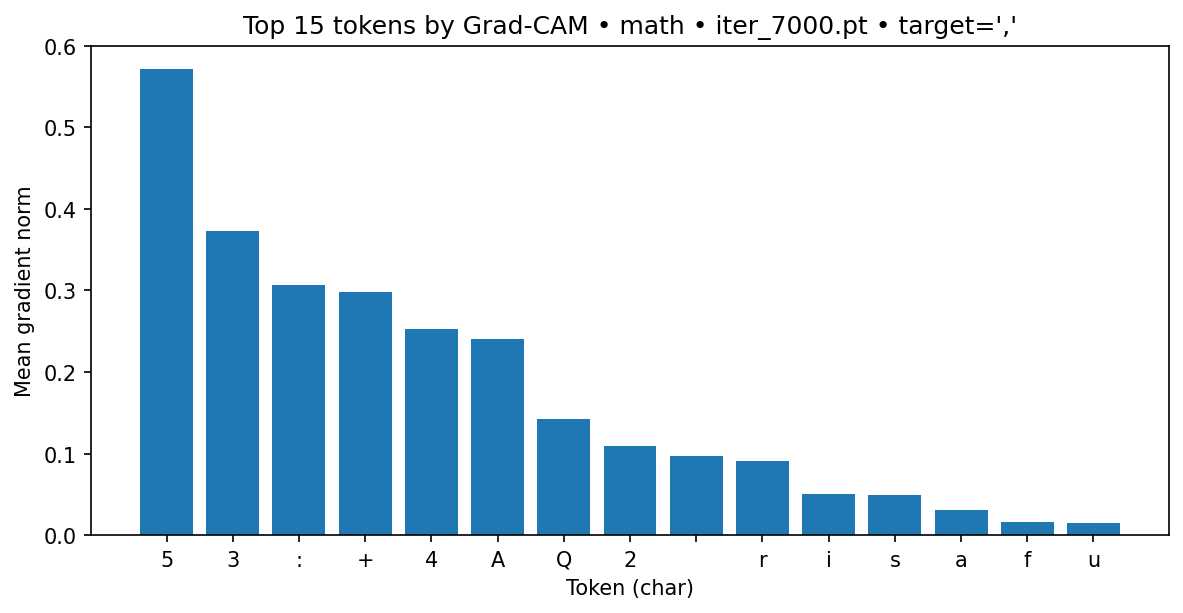 Top 15 tokens by Grad-CAM • math • iter_7000.pt • target=','
Mean gradient norm
0.6
0.5
0.4
0.3
0.2
0.1
0.0
5 3 : + 4 A Q 2 r i s a f u
Token (char)